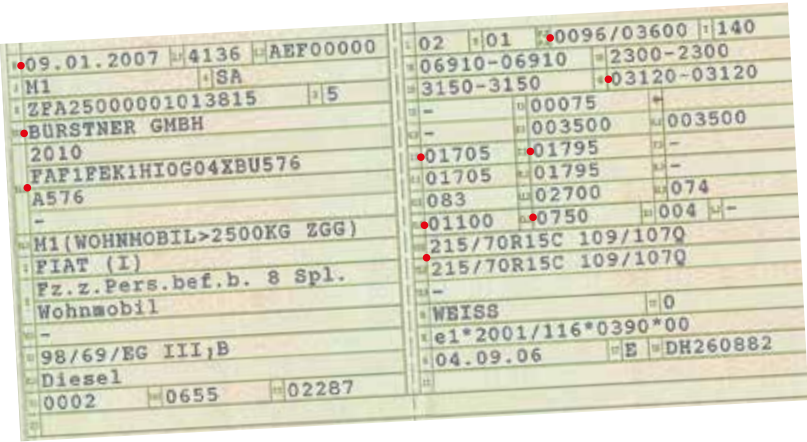 09.01.2007 4136 AEF00000
M1 SA
ZFA25000001013815 5
BÜRSTNER GMBH
2010
FAF1FEK1HI0G04XBU576
A576
-
M1(WOHNMOBIL>2500KG ZGG)
FIAT (I)
Fz.z.Pers.bef.b. 8 Spl.
Wohnmobil
-
98/69/EG III;B
Diesel
0002 0655 02287
02 01 0096/03600 140
06910-06910 2300-2300
3150-3150 03120-03120
- 00075 -
- 003500 003500
01705 01795 -
01705 01795 -
083 02700 074
01100 0750 004 -
215/70R15C 109/107Q
215/70R15C 109/107Q
-
WEISS 0
e1*2001/116*0390*00
04.09.06 E DH260882